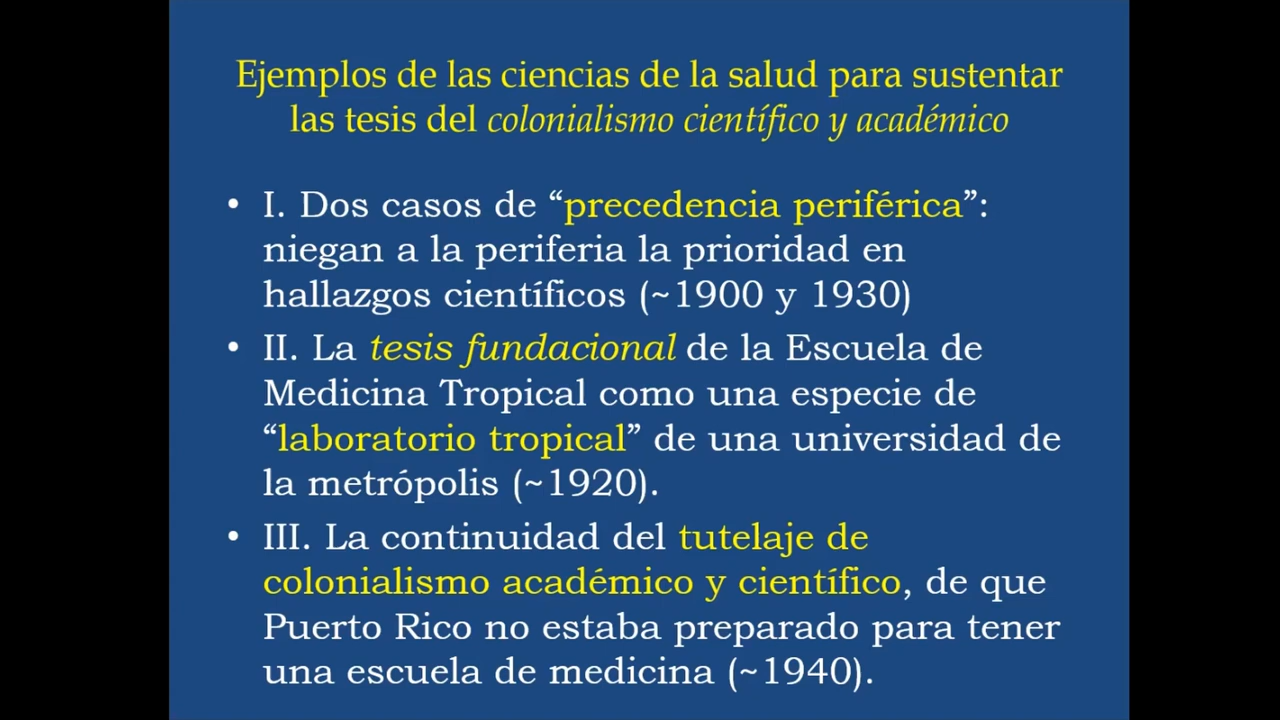 Ejemplos de las ciencias de la salud para sustentar
las tesis del colonialismo científico y académico
• I. Dos casos de “precedencia periférica”:
niegan a la periferia la prioridad en
hallazgos científicos (~1900 y 1930)
• II. La tesis fundacional de la Escuela de
Medicina Tropical como una especie de
“laboratorio tropical” de una universidad de
la metrópolis (~1920).
• III. La continuidad del tutelaje de
colonialismo académico y científico, de que
Puerto Rico no estaba preparado para tener
una escuela de medicina (~1940).